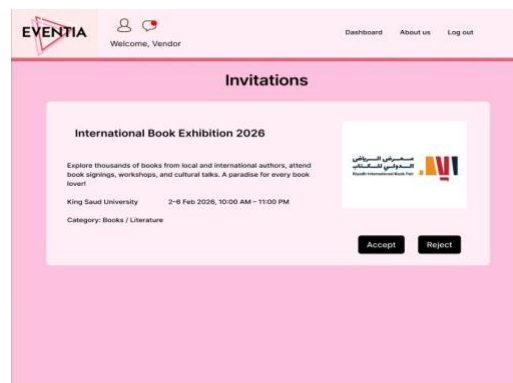 EVENTIA
Welcome, Vendor
Dashboard About us Log out
Invitations
International Book Exhibition 2026
Explore thousands of books from local and international authors, attend
book signings, workshops, and cultural talks. A paradise for every book
lover!
King Saud University 2–6 Feb 2026, 10:00 AM – 11:00 PM
Category: Books / Literature
معرض الرياض
الدولي للكتاب
Riyadh International Book Fair
Accept Reject